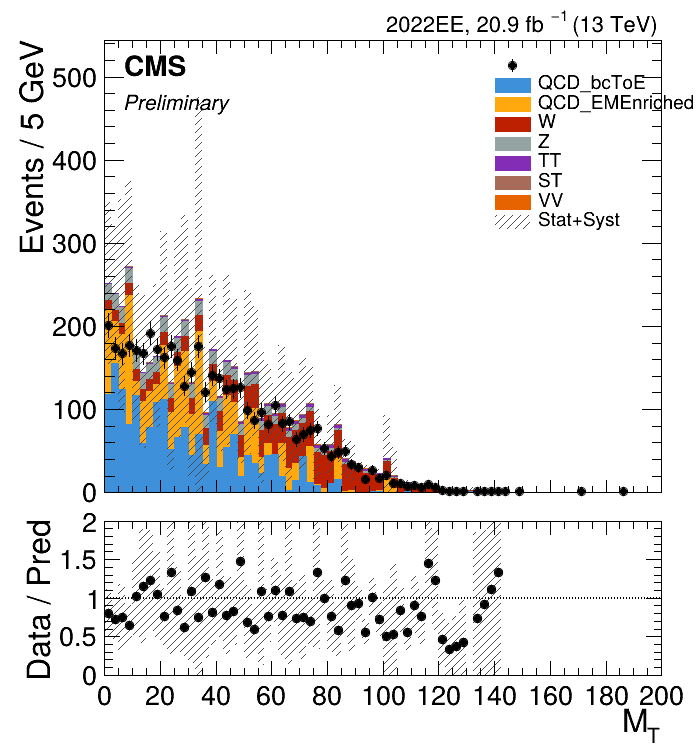 2022EE, 20.9 fb ⁻¹ (13 TeV)
CMS
Preliminary
Events / 5 GeV
500
400
300
200
100
0
QCD_bcToE
QCD_EMEnriched
W
Z
TT
ST
VV
Stat+Syst
Data / Pred
2
1.5
1
0.5
0
0 20 40 60 80 100 120 140 160 180 200
M_T